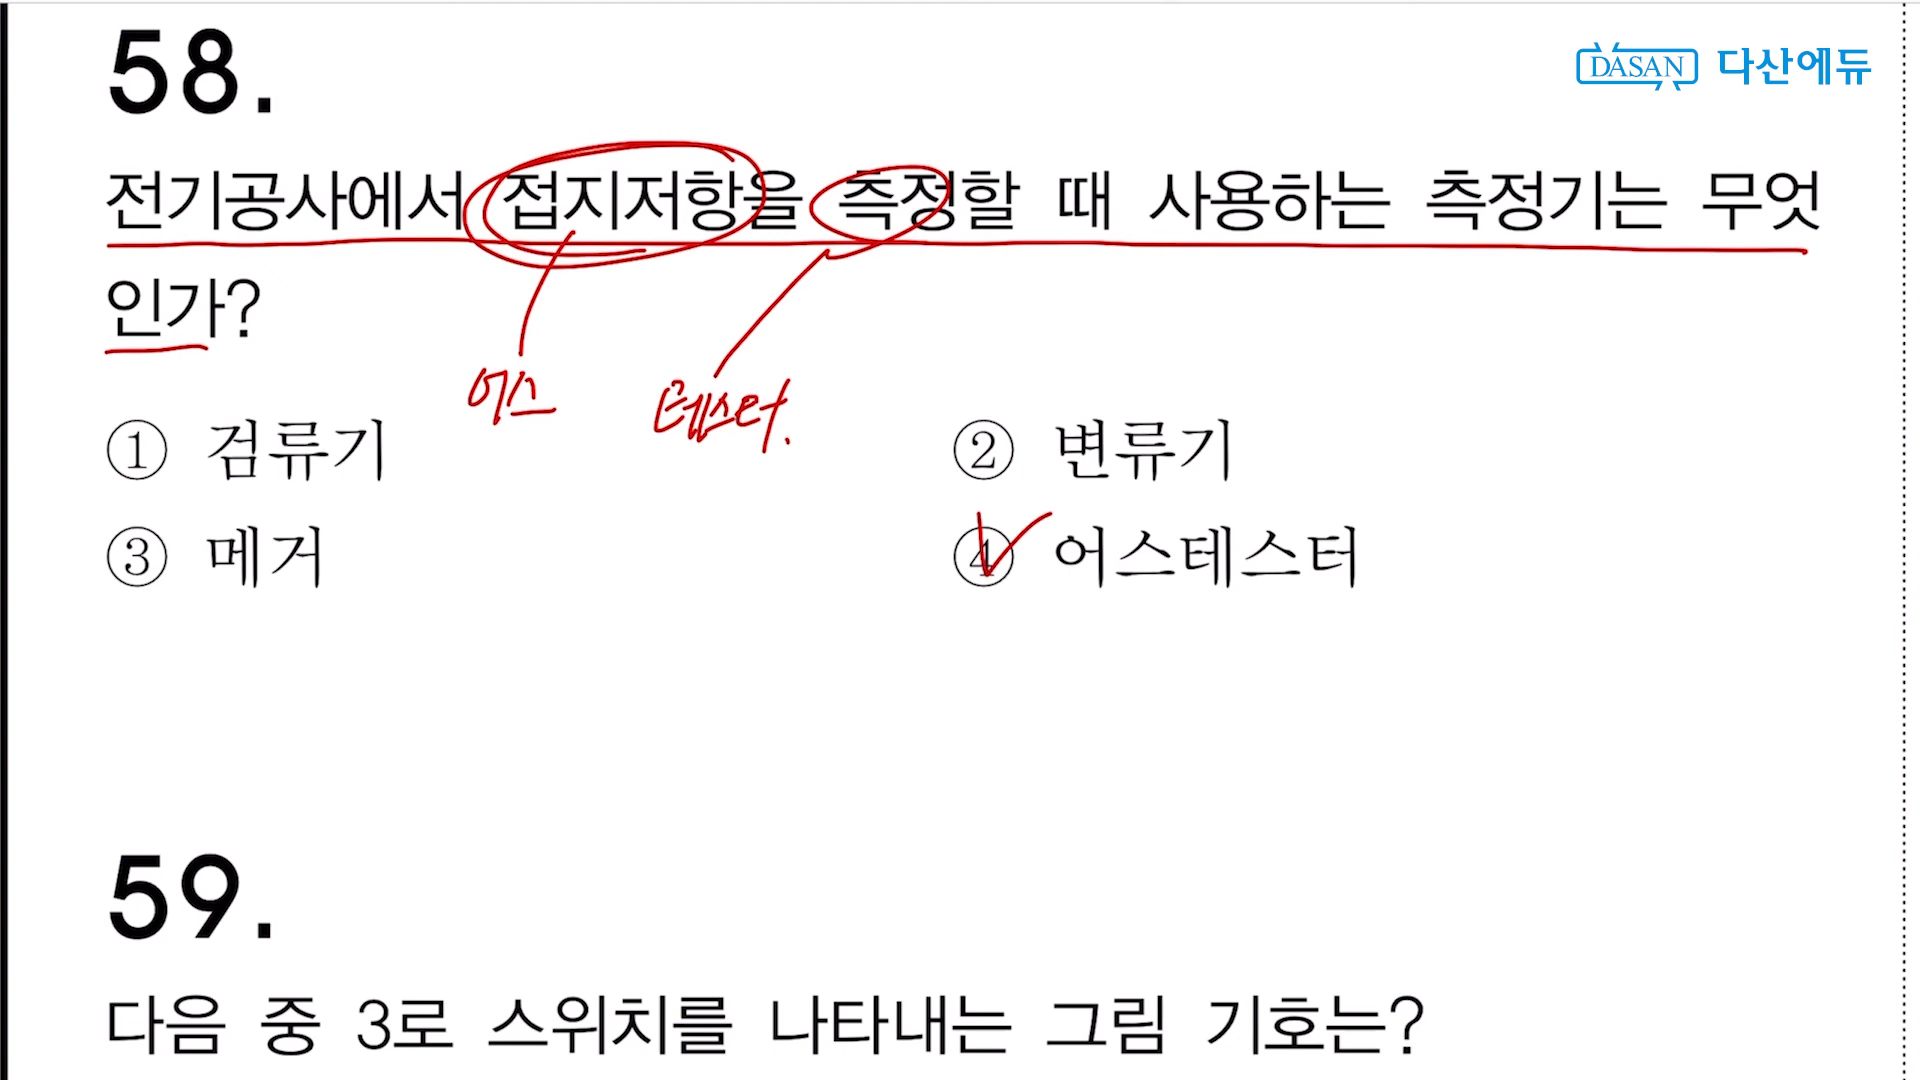 58.
DASAN 다산에듀
전기공사에서 접지저항을 측정할 때 사용하는 측정기는 무엇
인가?
어스 테스터.
① 검류기 ②변류기
③ 메거 ④ 어스테스터
59.
다음 중 3로 스위치를 나타내는 그림 기호는?